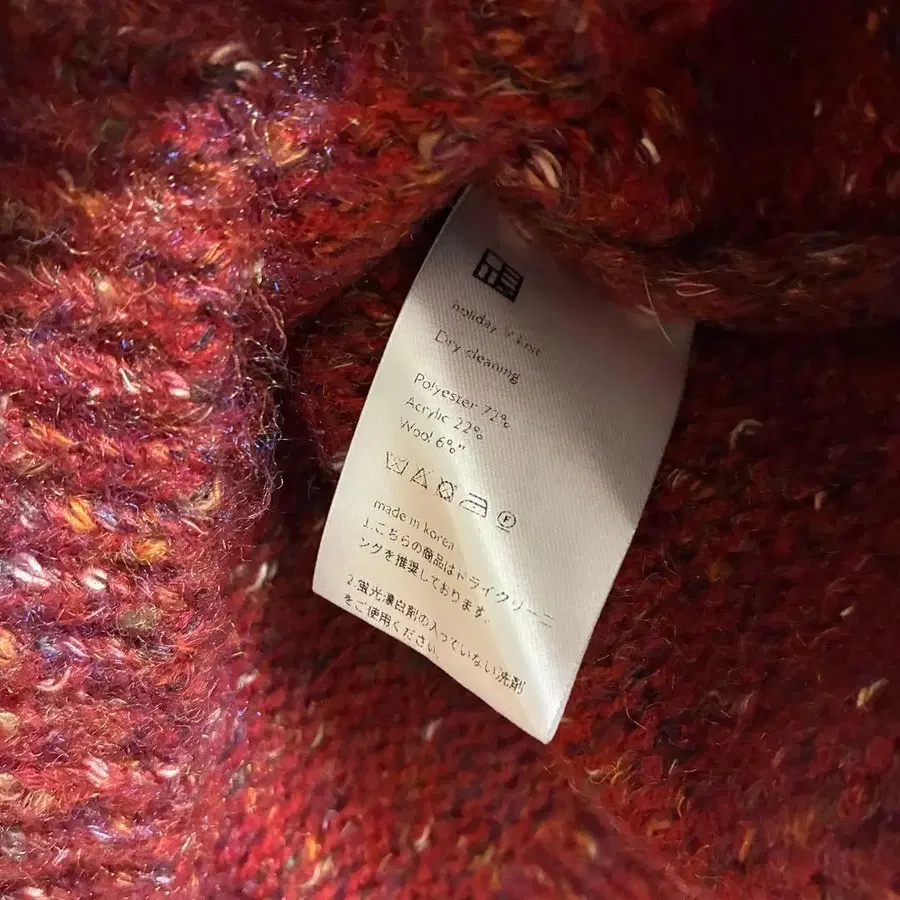 holiday V knit
Dry cleaning
Polyester 72%
Acrylic 22%
Wool 6%
F
made in korea
1.こちらの商品はドライクリーニ
ングを推奨しております。
2.蛍光漂白剤の入っていない洗剤
をご使用ください。